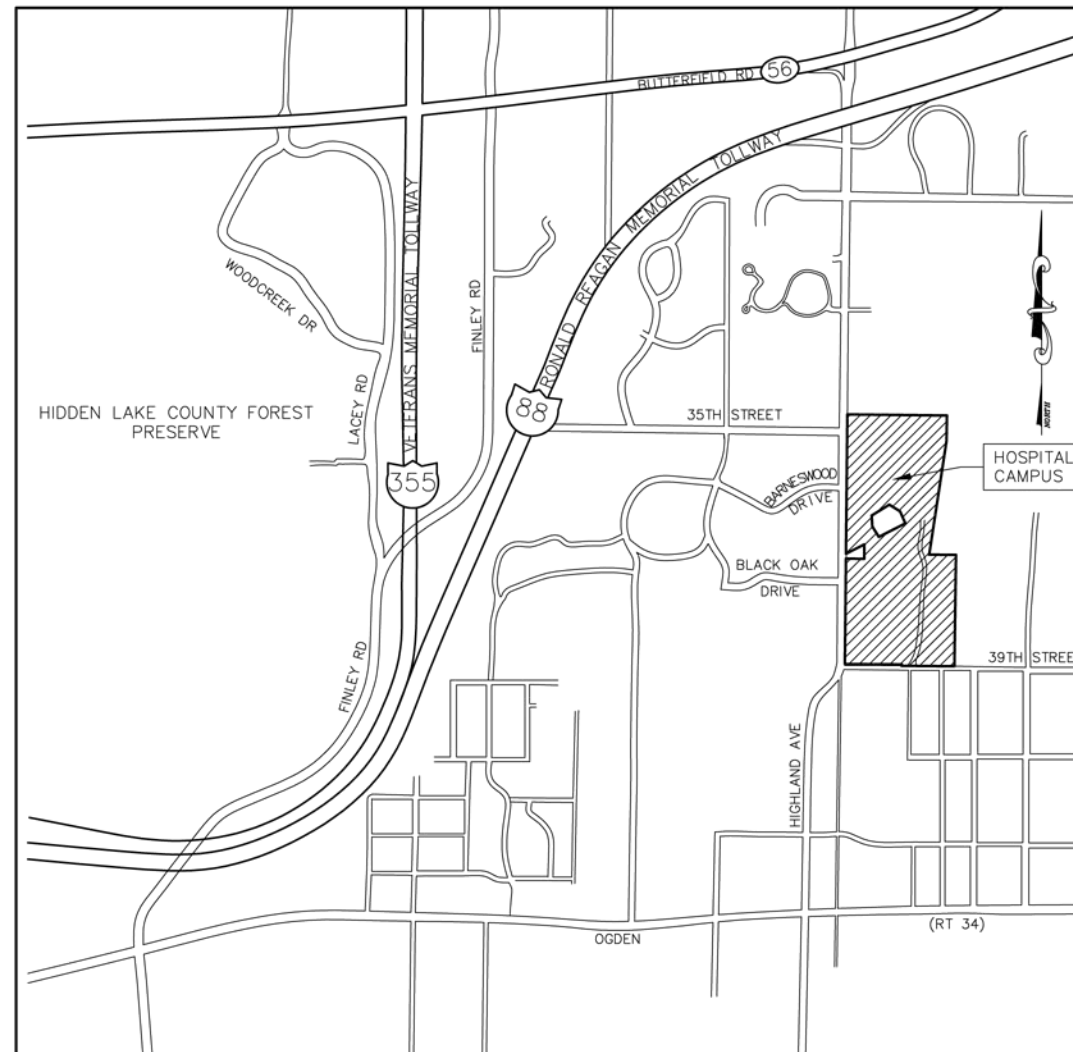 BUTTERFIELD RD
56
VETERANS MEMORIAL TOLLWAY
RONALD REAGAN MEMORIAL TOLLWAY
WOODCREEK DR
FINLEY RD
LACEY RD
HIDDEN LAKE COUNTY FOREST
PRESERVE
88
35TH STREET
NORTH
HOSPITAL
CAMPUS
355
BARNESWOOD
DRIVE
BLACK OAK
DRIVE
39TH STREE
FINLEY RD
HIGHLAND AVE
OGDEN
(RT 34)